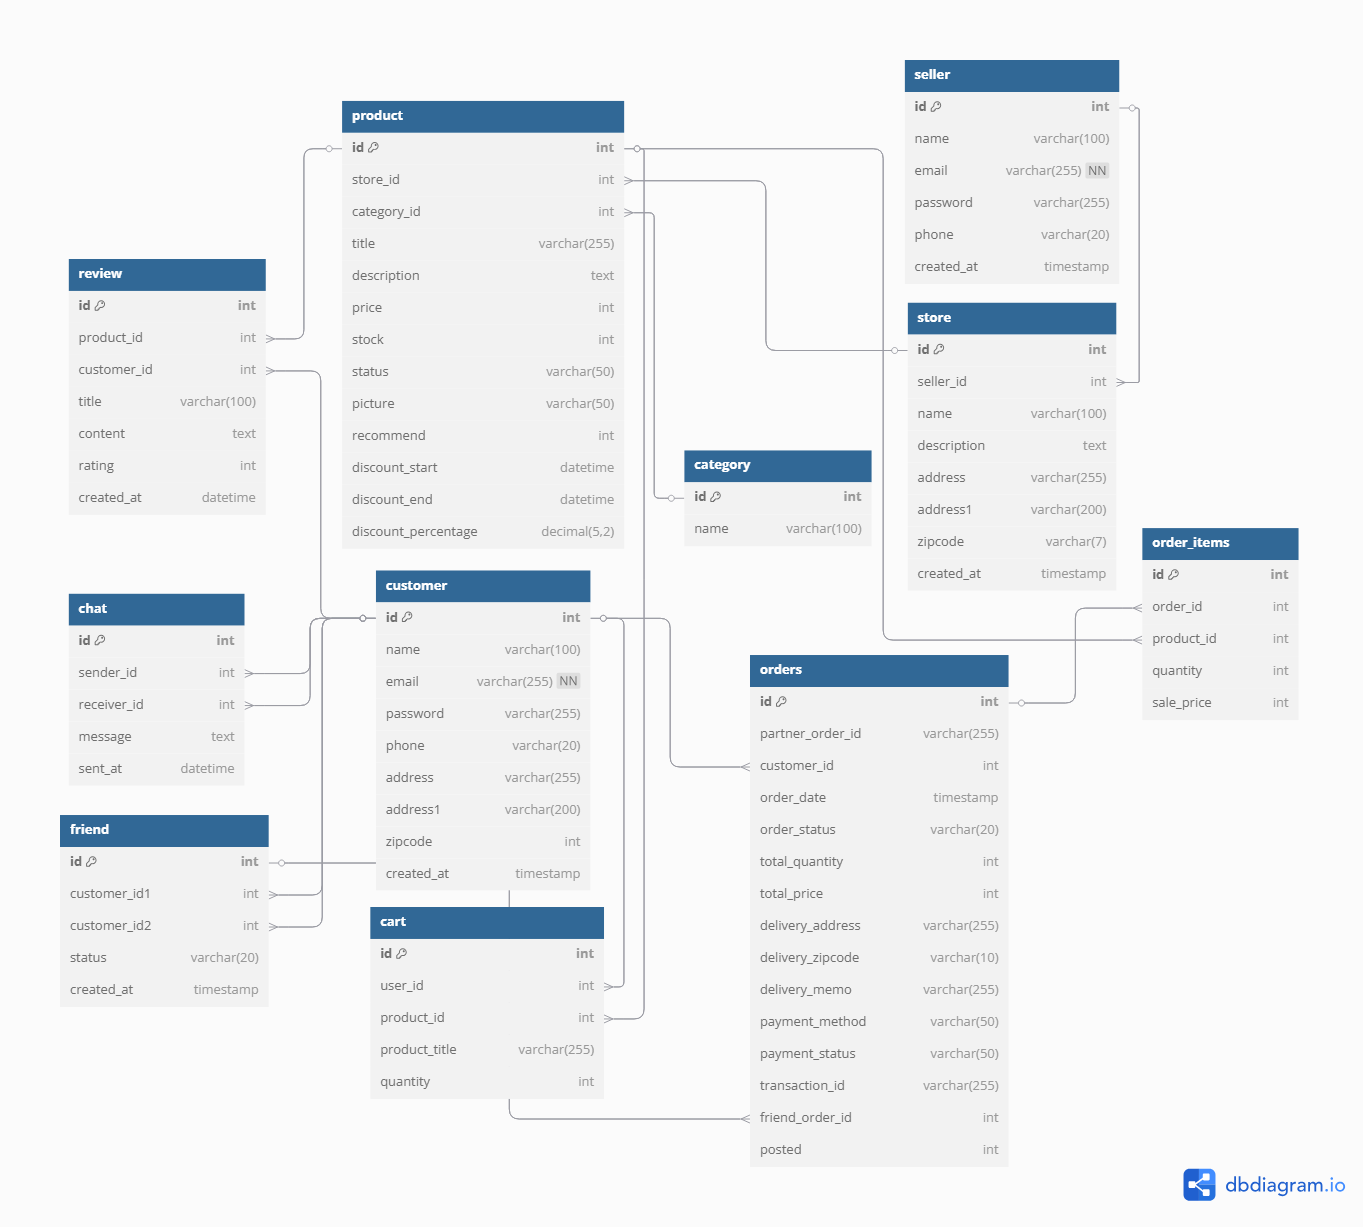 seller
id int
name varchar(100)
email varchar(255) NN
password varchar(255)
phone varchar(20)
created_at timestamp
product
id int
store_id int
category_id int
title varchar(255)
description text
price int
stock int
status varchar(50)
picture varchar(50)
recommend int
discount_start datetime
discount_end datetime
discount_percentage decimal(5,2)
review
id int
product_id int
customer_id int
title varchar(100)
content text
rating int
created_at datetime
store
id int
seller_id int
name varchar(100)
description text
address varchar(255)
address1 varchar(200)
zipcode varchar(7)
created_at timestamp
category
id int
name varchar(100)
order_items
id int
order_id int
product_id int
quantity int
sale_price int
customer
id int
name varchar(100)
email varchar(255) NN
password varchar(255)
phone varchar(20)
address varchar(255)
address1 varchar(200)
zipcode int
created_at timestamp
chat
id int
sender_id int
receiver_id int
message text
sent_at datetime
orders
id int
partner_order_id varchar(255)
customer_id int
order_date timestamp
order_status varchar(20)
total_quantity int
total_price int
delivery_address varchar(255)
delivery_zipcode varchar(10)
delivery_memo varchar(255)
payment_method varchar(50)
payment_status varchar(50)
transaction_id varchar(255)
friend_order_id int
posted int
friend
id int
customer_id1 int
customer_id2 int
status varchar(20)
created_at timestamp
cart
id int
user_id int
product_id int
product_title varchar(255)
quantity int
dbdiagram.io